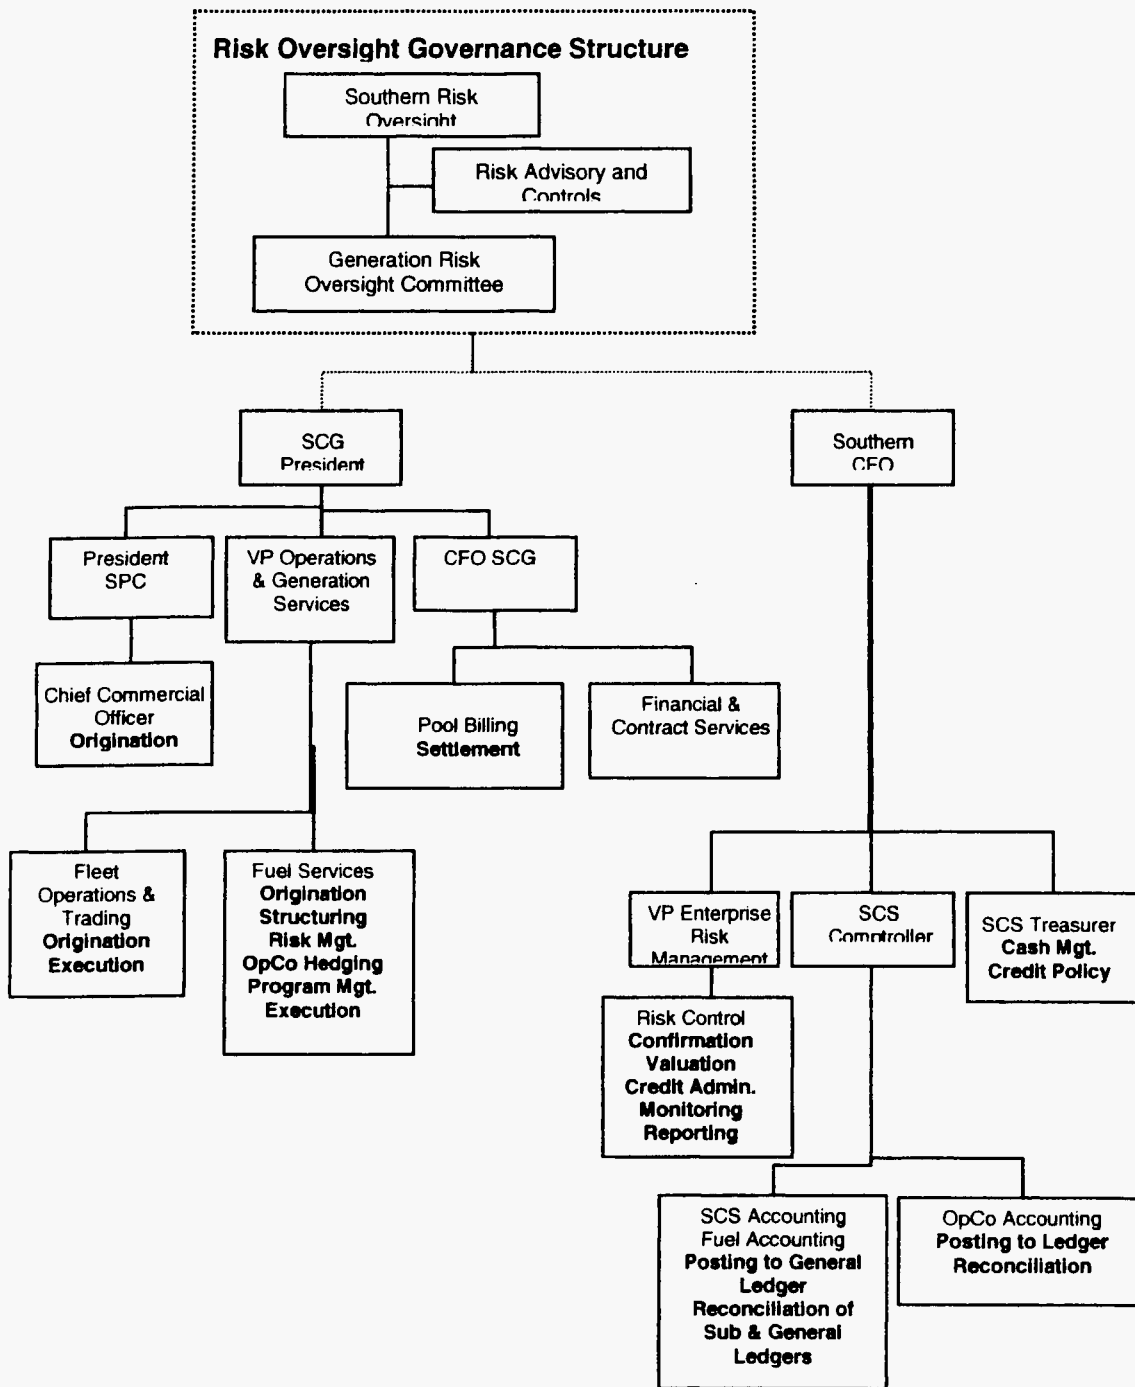 Risk Oversight Governance Structure
Southern Risk
Oversight
Risk Advisory and
Controls
Generation Risk
Oversight Committee
SCG
President
Southern
CFO
President
SPC
VP Operations
& Generation
Services
CFO SCG
Chief Commercial
Officer
Origination
Pool Billing
Settlement
Financial &
Contract Services
Fleet
Operations &
Trading
Origination
Execution
Fuel Services
Origination
Structuring
Risk Mgt.
OpCo Hedging
Program Mgt.
Execution
VP Enterprise
Risk
Management
SCS
Comptroller
SCS Treasurer
Cash Mgt.
Credit Policy
Risk Control
Confirmation
Valuation
Credit Admin.
Monitoring
Reporting
SCS Accounting
Fuel Accounting
Posting to General
Ledger
Reconciliation of
Sub & General
Ledgers
OpCo Accounting
Posting to Ledger
Reconciliation